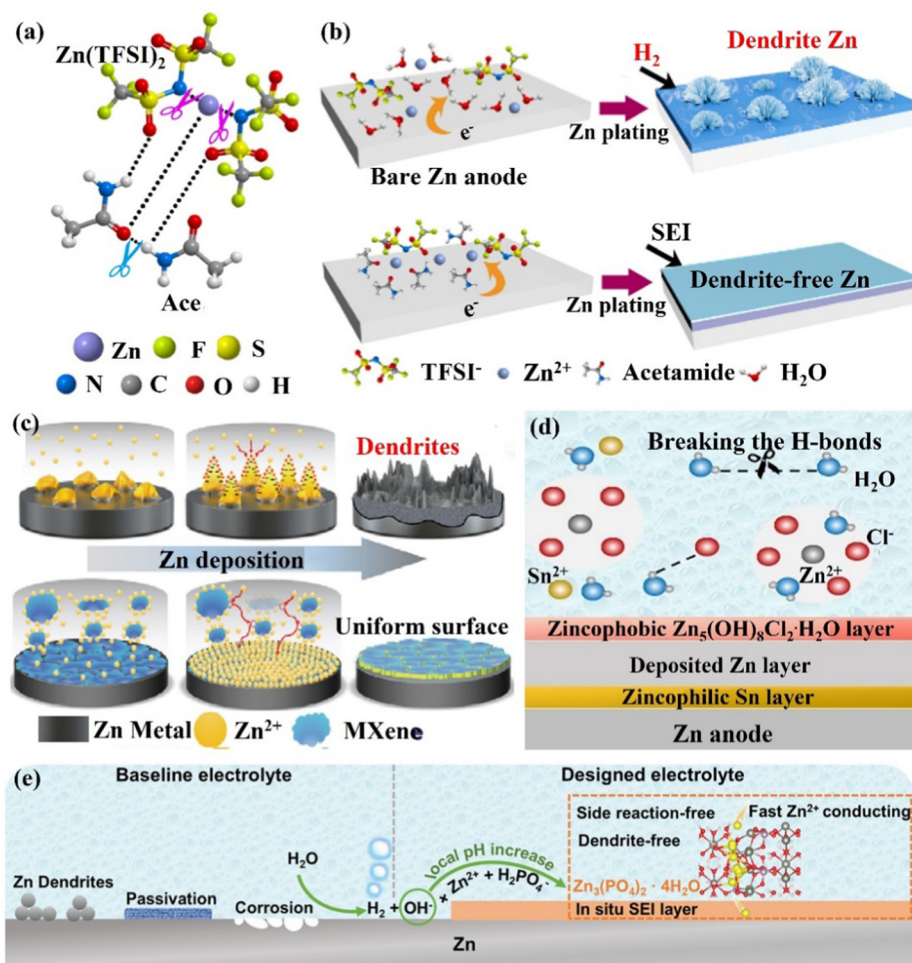 (a)
Zn(TFSI)₂
Ace
Zn F S
N C O H
(b)
Bare Zn anode
e⁻
Zn plating
H₂
Dendrite Zn
e⁻
Zn plating
SEI
Dendrite-free Zn
TFSI⁻ Zn²⁺ Acetamide H₂O
(c)
Dendrites
Zn deposition
Uniform surface
Zn Metal Zn²⁺ MXene
(d)
Breaking the H-bonds
H₂O
Cl⁻
Sn²⁺
Zn²⁺
Zincophobic Zn₅(OH)₈Cl₂·H₂O layer
Deposited Zn layer
Zincophilic Sn layer
Zn anode
(e)
Baseline electrolyte
Designed electrolyte
Zn Dendrites
Passivation
Corrosion
H₂O
H₂ + OH⁻
local pH increase
+ Zn²⁺ + H₂PO₄⁻
Side reaction-free
Fast Zn²⁺ conducting
Dendrite-free
Zn₃(PO₄)₂ · 4H₂O
In situ SEI layer
Zn